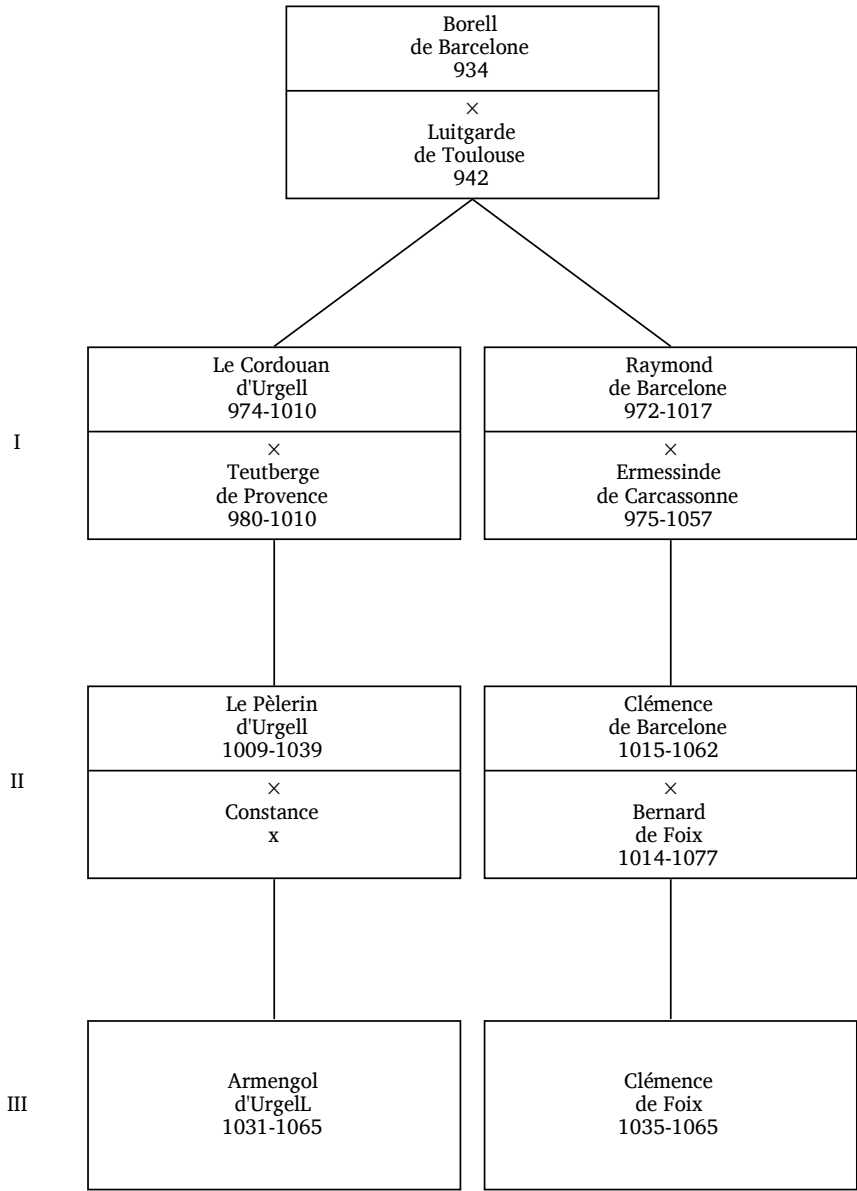 Borell
de Barcelone
934
×
Luitgarde
de Toulouse
942
I
Le Cordouan
d'Urgell
974-1010
×
Teutberge
de Provence
980-1010
Raymond
de Barcelone
972-1017
×
Ermessinde
de Carcassonne
975-1057
II
Le Pèlerin
d'Urgell
1009-1039
×
Constance
x
Clémence
de Barcelone
1015-1062
×
Bernard
de Foix
1014-1077
III
Armengol
d'UrgelL
1031-1065
Clémence
de Foix
1035-1065